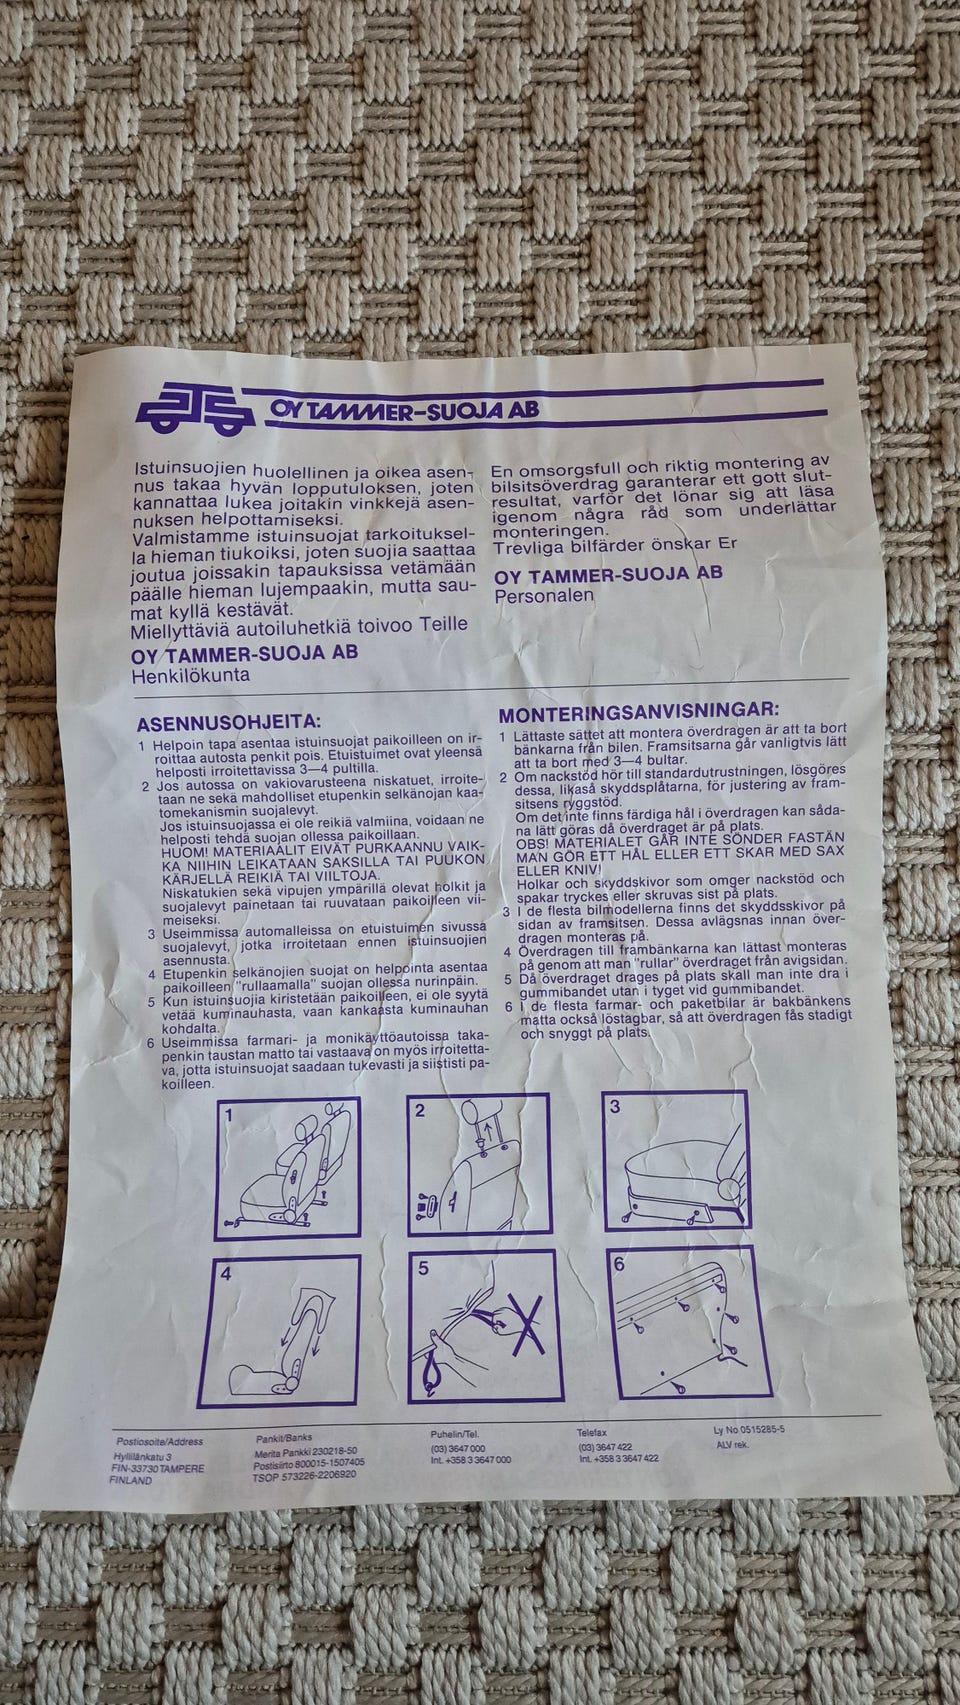 OY TAMMER-SUOJA AB
Istuinsuojien huolellinen ja oikea asen-
nus takaa hyvän lopputuloksen, joten
kannattaa lukea joitakin vinkkejä asen-
nuksen helpottamiseksi.
Valmistamme istuinsuojat tarkoituksel-
la hieman tiukoiksi, joten suojia saattaa
joutua joissakin tapauksissa vetämään
päälle hieman lujempaakin, mutta sau-
mat kyllä kestävät.
Miellyttäviä autoiluhetkiä toivoo Teille
OY TAMMER-SUOJA AB
Henkilökunta
En omsorgsfull och riktig montering av
bilsitsöverdrag garanterar ett gott slut-
resultat, varför det lönar sig att läsa
igenom några råd som underlättar
monteringen.
Trevliga bilfärder önskar Er
OY TAMMER-SUOJA AB
Personalen
ASENNUSOHJEITA:
1 Helpoin tapa asentaa istuinsuojat paikoilleen on ir-
roittaa autosta penkit pois. Etuistuimet ovat yleensä
helposti irroitettavissa 3—4 pultilla.
2 Jos autossa on vakiovarusteena niskatuet, irroite-
taan ne sekä mahdolliset etupenkin selkänojan kaa-
tomekanismin suojalevyt.
Jos istuinsuojassa ei ole reikiä valmiina, voidaan ne
helposti tehdä suojan ollessa paikoillaan.
HUOM! MATERIAALIT EIVÄT PURKAANNU VAIK-
KA NIIHIN LEIKATAAN SAKSILLA TAI PUUKON
KÄRJELLÄ REIKIÄ TAI VIILTOJA.
Niskatukien sekä vipujen ympärillä olevat holkit ja
suojalevyt painetaan tai ruuvataan paikoilleen vii-
meiseksi.
3 Useimmissa automalleissa on etuistuimen sivussa
suojalevyt, jotka irroitetaan ennen istuinsuojien
asennusta.
4 Etupenkin selkänojien suojat on helpointa asentaa
paikoilleen "rullaamalla" suojan ollessa nurinpäin.
5 Kun istuinsuojia kiristetään paikoilleen, ei ole syytä
vetää kuminauhasta, vaan kankaasta kuminauhan
kohdalta.
6 Useimmissa farmari- ja monikäyttöautoissa taka-
penkin taustan matto tai vastaava on myös irroitetta-
va, jotta istuinsuojat saadaan tukevasti ja siististi pa-
koilleen.
MONTERINGSANVISNINGAR:
1 Lättaste sättet att montera överdragen är att ta bort
bänkarna från bilen. Framsitsarna går vanligtvis lätt
att ta bort med 3—4 bultar.
2 Om nackstöd hör till standardutrustningen, lösgöres
dessa, likaså skyddsplåtarna, för justering av fram-
sitsens ryggstöd.
Om det inte finns färdiga hål i överdragen kan såda-
na lätt göras då överdraget är på plats.
OBS! MATERIALET GÅR INTE SÖNDER FASTÄN
MAN GÖR ETT HÅL ELLER ETT SKAR MED SAX
ELLER KNIV!
Holkar och skyddskivor som omger nackstöd och
spakar tryckes eller skruvas sist på plats.
3 I de flesta bilmodellerna finns det skyddsskivor på
sidan av framsitsen. Dessa avlägsnas innan över-
dragen monteras på.
4 Överdragen till frambänkarna kan lättast monteras
på genom att man "rullar" överdraget från avigsidan.
5 Då överdraget drages på plats skall man inte dra i
gummibandet utan i tyget vid gummibandet.
6 I de flesta farmar- och paketbilar är bakbänkens
matta också löstagbar, så att överdragen fås stadigt
och snyggt på plats.
1
2
3
4
5
6
Postiosoite/Address
Hyllilänkatu 3
FIN-33730 TAMPERE
FINLAND
Pankit/Banks
Merita Pankki 230218-50
Postisiirto 800015-1507405
TSOP 573226-2206920
Puhelin/Tel.
(03) 3647 000
Int. +358 3 3647 000
Telefax
(03) 3647 422
Int. +358 3 3647 422
Ly No 0515285-5
ALV rek.